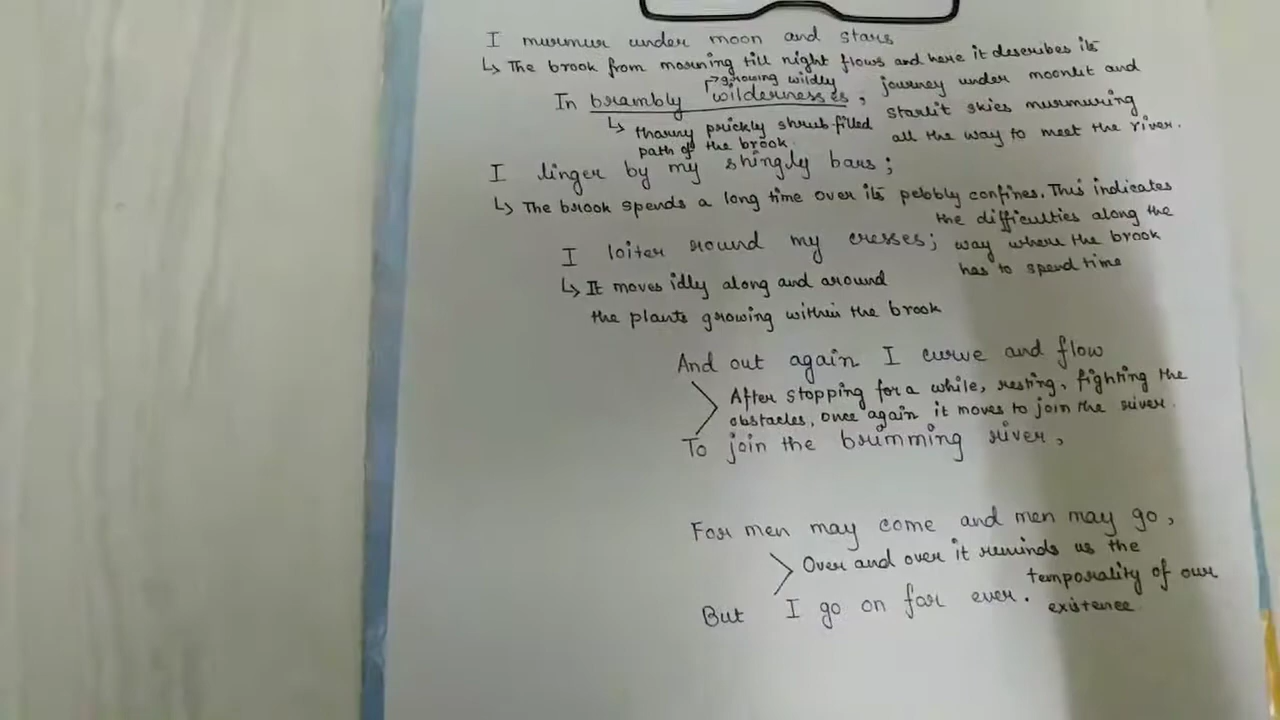 I murmur under moon and stars
↳ The brook from morning till night flows and here it describes its
journey under moonlit and
starlit skies murmuring
all the way to meet the river.
↱ growing wildly
In brambly wildernesses,
↳ thorny prickly shrub filled
path of the brook.
I linger by my shingly bars;
↳ The brook spends a long time over its pebbly confines. This indicates
the difficulties along the
way where the brook
has to spend time
I loiter round my cresses;
↳ It moves idly along and around
the plants growing within the brook
And out again I curve and flow
After stopping for a while, resting, fighting the
obstacles, once again it moves to join the river.
To join the brimming river,
For men may come and men may go,
Over and over it reminds us the
temporality of our
existence
But I go on for ever.